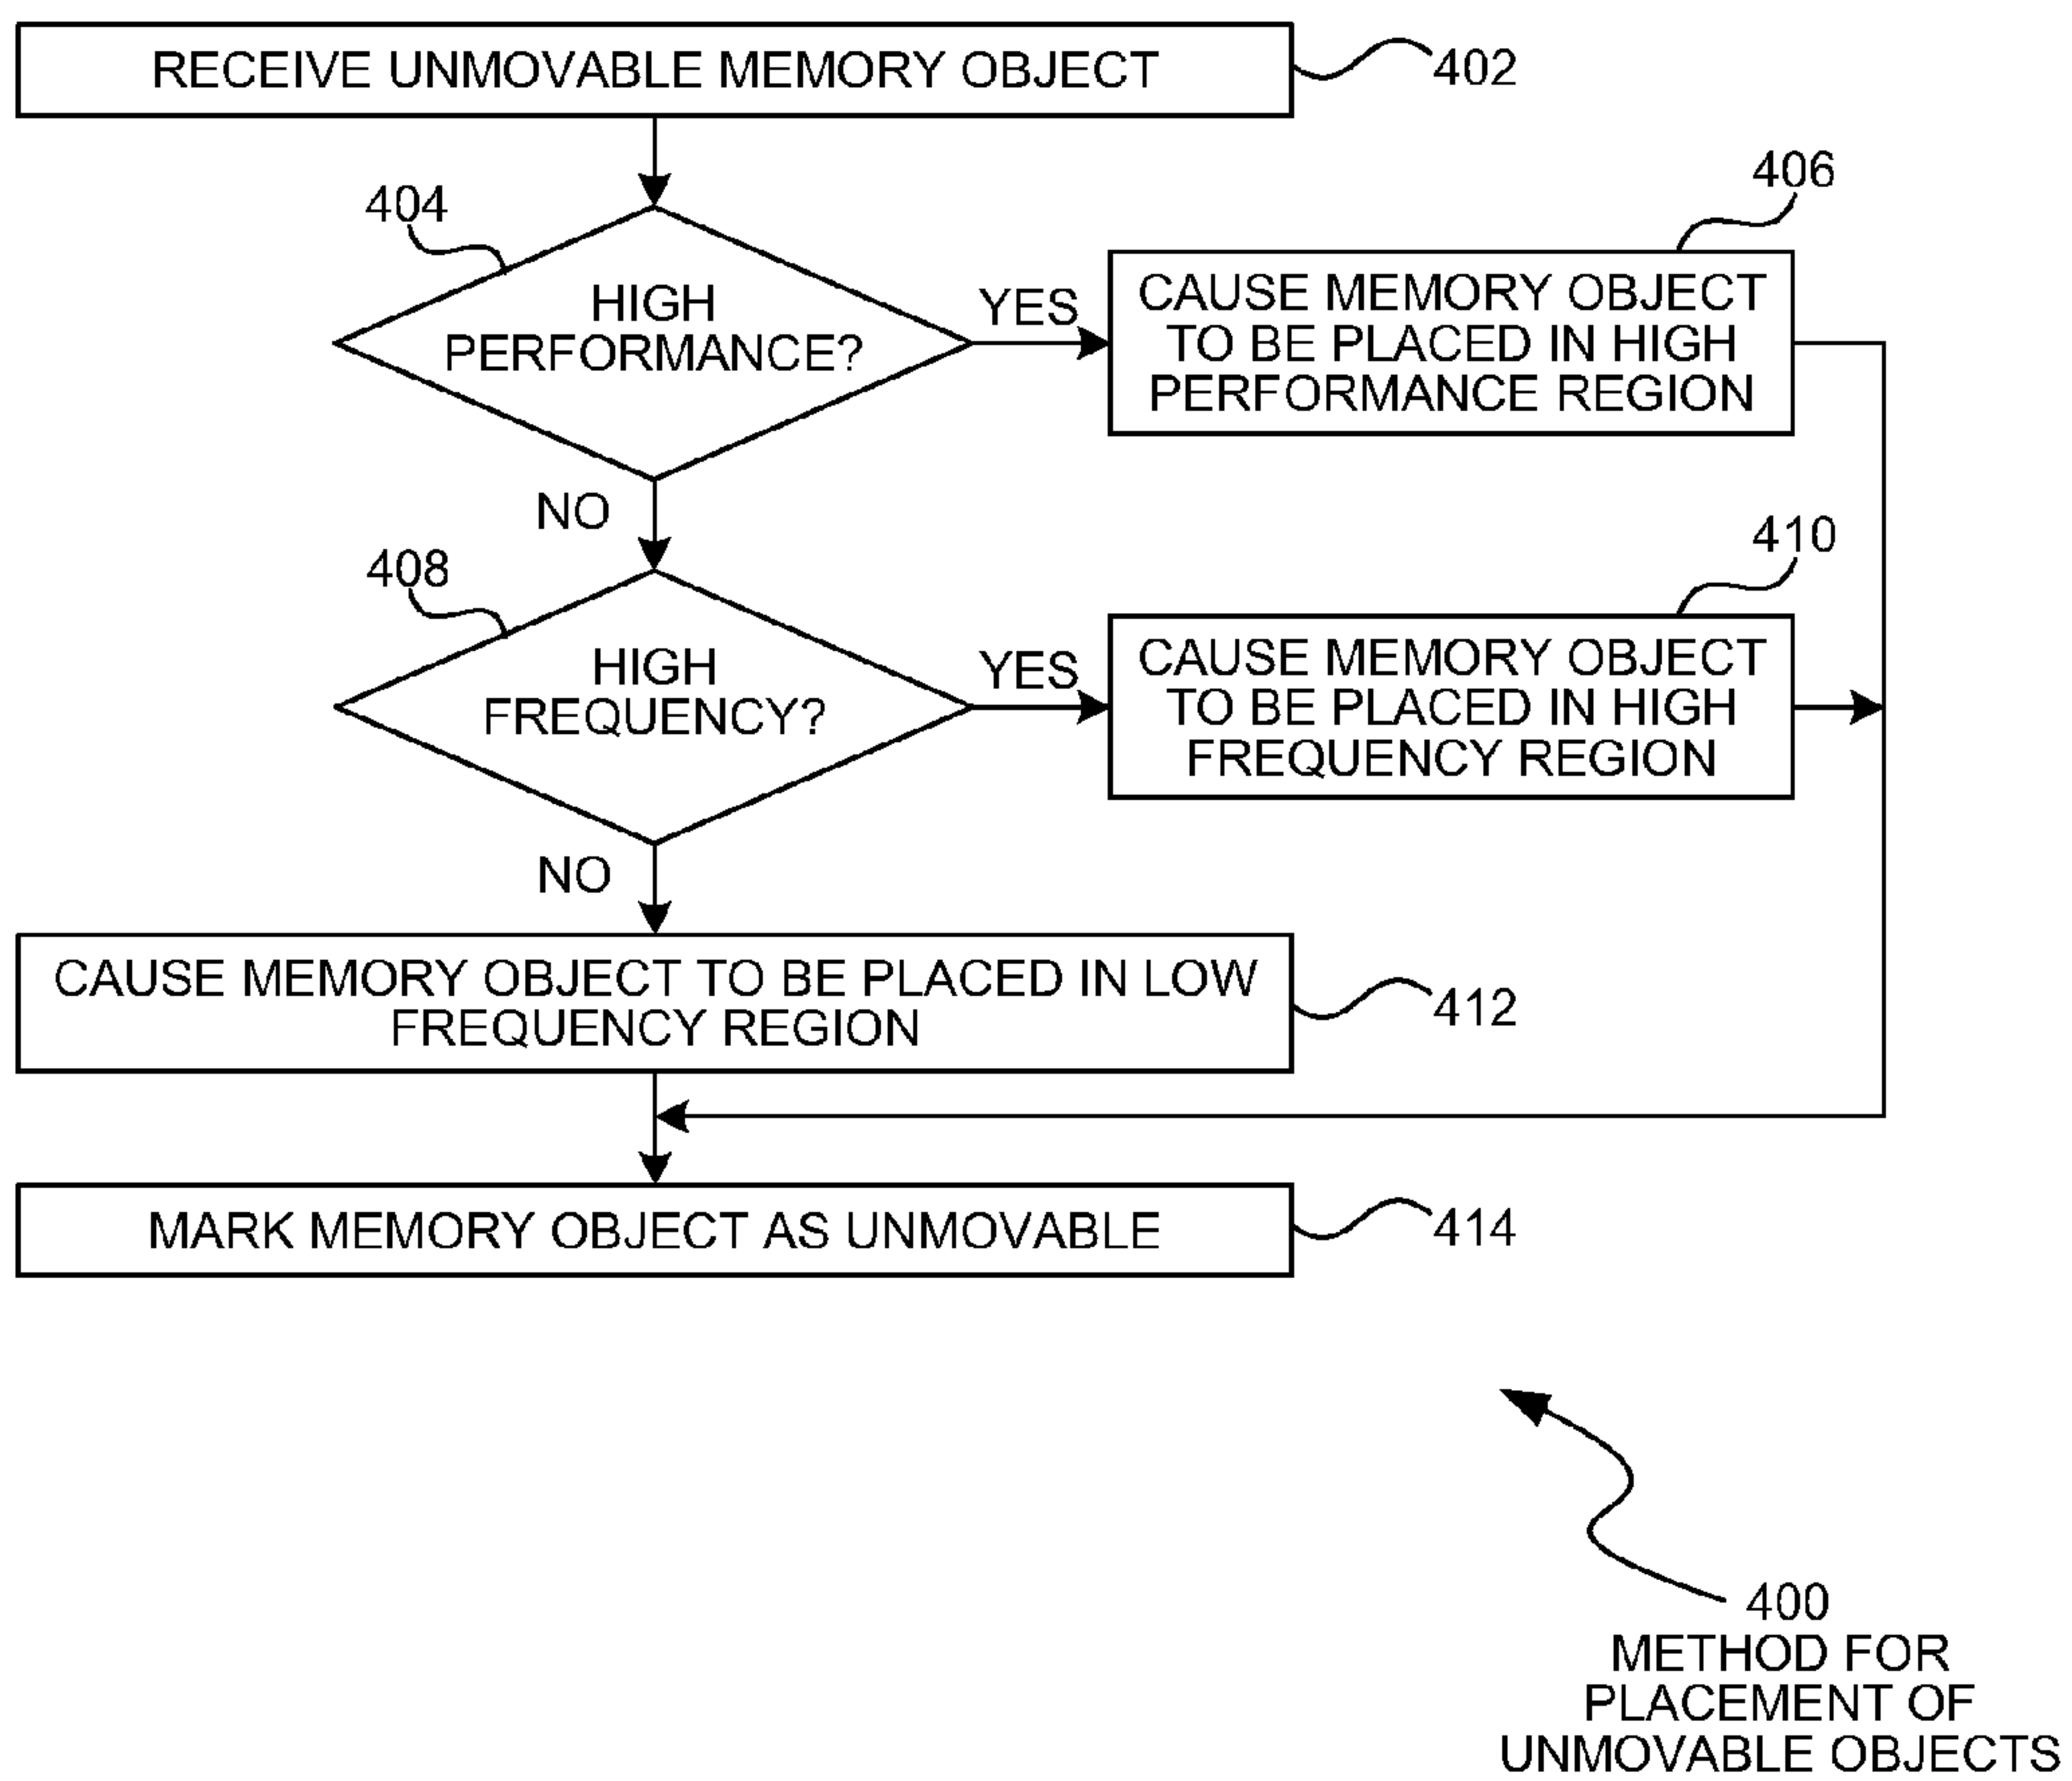 RECEIVE UNMOVABLE MEMORY OBJECT
402
404
HIGH
PERFORMANCE?
YES
406
CAUSE MEMORY OBJECT
TO BE PLACED IN HIGH
PERFORMANCE REGION
NO
408
HIGH
FREQUENCY?
YES
410
CAUSE MEMORY OBJECT
TO BE PLACED IN HIGH
FREQUENCY REGION
NO
CAUSE MEMORY OBJECT TO BE PLACED IN LOW
FREQUENCY REGION
412
MARK MEMORY OBJECT AS UNMOVABLE
414
400
METHOD FOR
PLACEMENT OF
UNMOVABLE OBJECTS